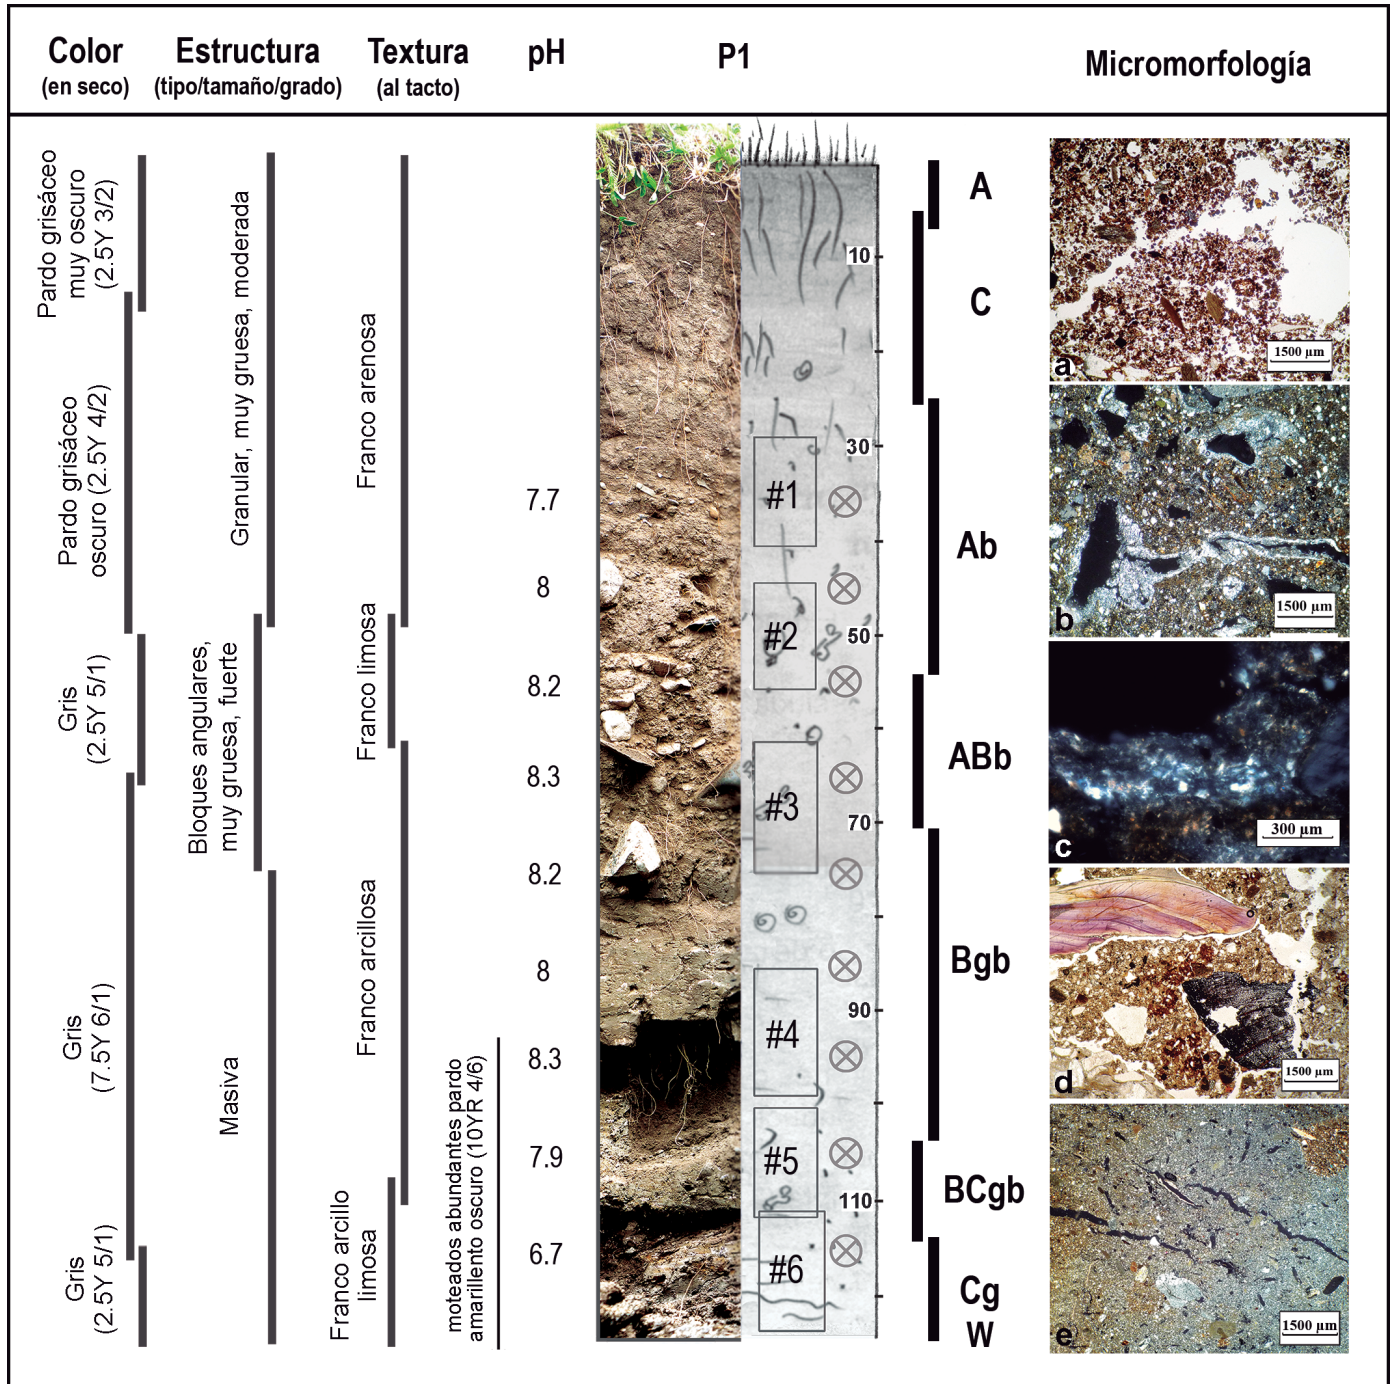 Color
(en seco)
Estructura
(tipo/tamaño/grado)
Textura
(al tacto)
pH
P1
Micromorfología
Pardo grisáceo
muy oscuro
(2.5Y 3/2)
Pardo grisáceo
oscuro (2.5Y 4/2)
Gris
(2.5Y 5/1)
Gris
(7.5Y 6/1)
Gris
(2.5Y 5/1)
Granular, muy gruesa, moderada
Bloques angulares,
muy gruesa, fuerte
Masiva
Franco arenosa
Franco limosa
Franco arcillosa
Franco arcillo
limosa
moteados abundantes pardo
amarillento oscuro (10YR 4/6)
7.7
8
8.2
8.3
8.2
8
8.3
7.9
6.7
#1
#2
#3
#4
#5
#6
10
30
50
70
90
110
A
C
Ab
ABb
Bgb
BCgb
Cg
W
1500 µm
a
1500 µm
b
300 µm
c
1500 µm
d
1500 µm
e